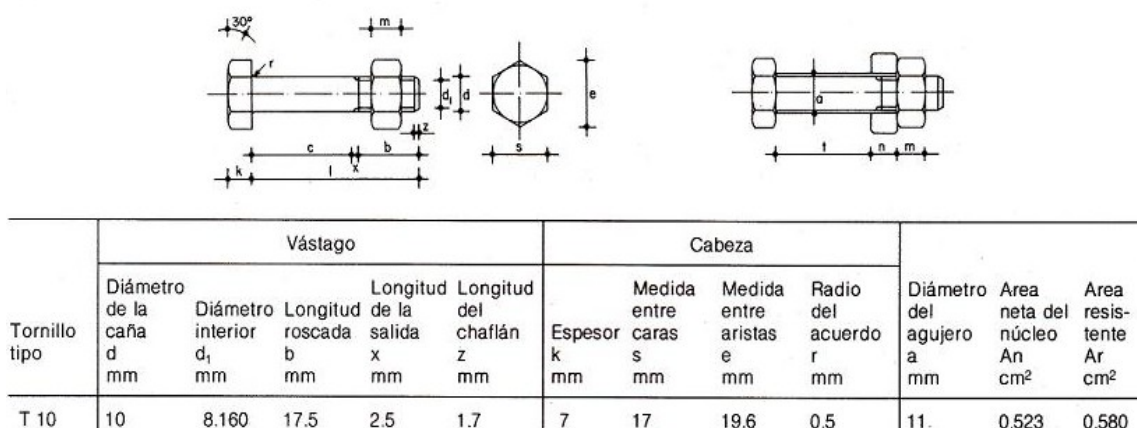 30º
m
r
d₁
d
e
z
a
c
b
s
t
n
m
k
l
x
Vástago
Cabeza
Tornillo tipo
Diámetro de la caña d mm
Diámetro interior d₁ mm
Longitud roscada b mm
Longitud de la salida x mm
Longitud del chaflán z mm
Espesor k mm
Medida entre caras s mm
Medida entre aristas e mm
Radio del acuerdo r mm
Diámetro del agujero a mm
Area neta del núcleo An cm²
Area resis-tente Ar cm²
T 10 10 8.160 17.5 2.5 1.7 7 17 19.6 0.5 11. 0.523 0.580